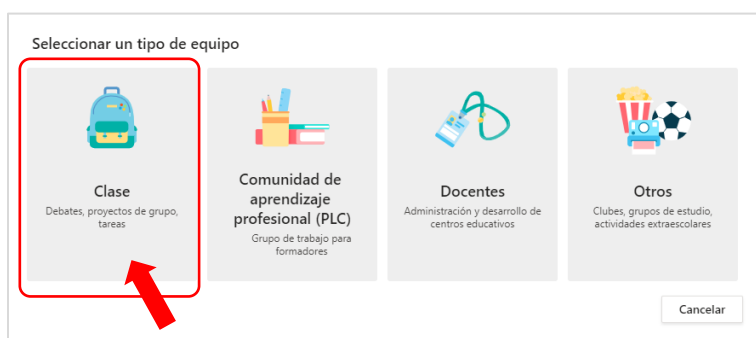 Seleccionar un tipo de equipo
Clase
Debates, proyectos de grupo,
tareas
Comunidad de
aprendizaje
profesional (PLC)
Grupo de trabajo para
formadores
Docentes
Administración y desarrollo de
centros educativos
Otros
Clubes, grupos de estudio,
actividades extraescolares
Cancelar